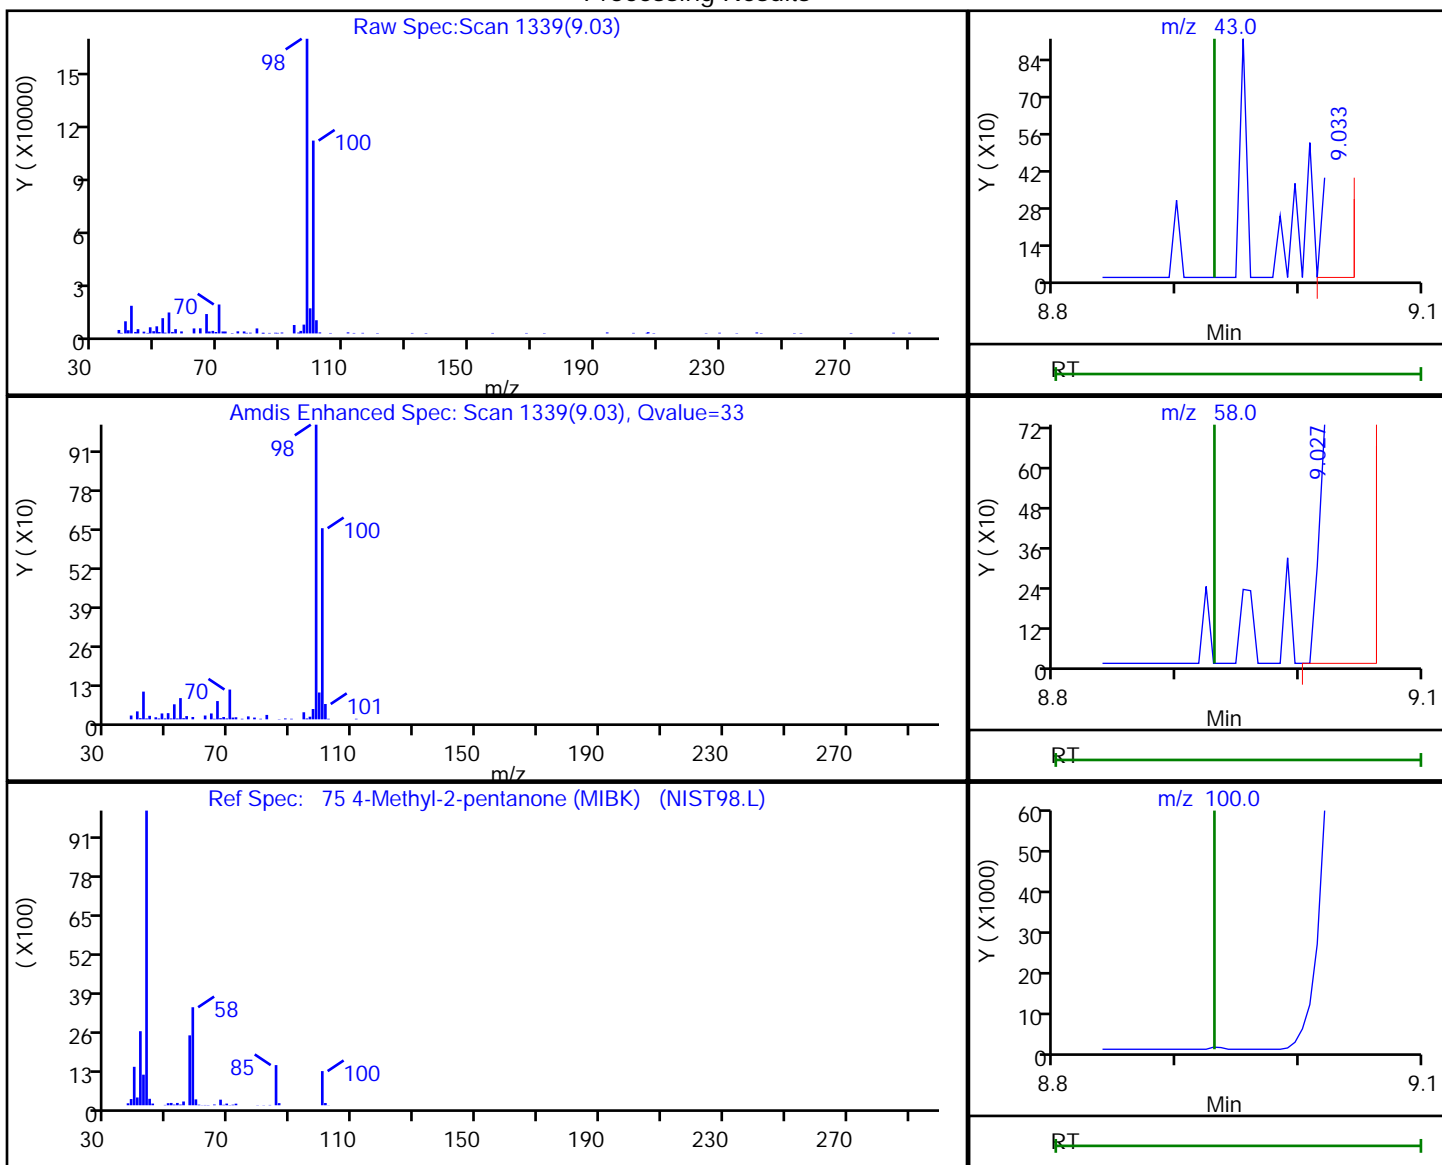 Processing Results
Raw Spec:Scan 1339(9.03)
Y ( X10000)
15
12
9
6
3
0
98
100
70
30 70 110 150 190 230 270
m/z
m/z 43.0
Y ( X10)
84
70
56
42
28
14
0
9.033
8.8 9.1
Min
RT
Amdis Enhanced Spec: Scan 1339(9.03), Qvalue=33
Y ( X10)
91
78
65
52
39
26
13
0
98
100
70
101
30 70 110 150 190 230 270
m/z
m/z 58.0
Y ( X10)
72
60
48
36
24
12
0
9.027
8.8 9.1
Min
RT
Ref Spec: 75 4-Methyl-2-pentanone (MIBK) (NIST98.L)
( X100)
91
78
65
52
39
26
13
0
58
85
100
30 70 110 150 190 230 270
m/z 100.0
Y ( X1000)
60
50
40
30
20
10
0
8.8 9.1
Min
RT